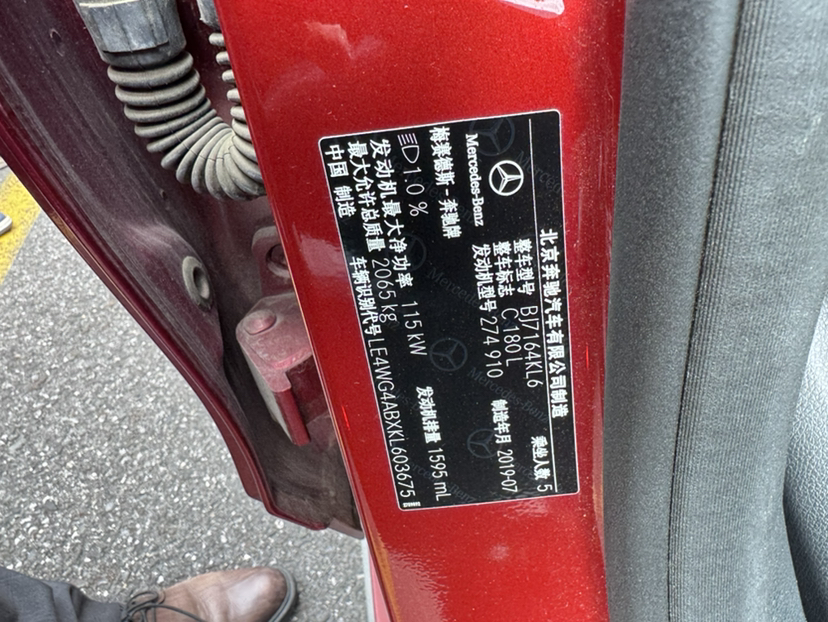 北京奔驰汽车有限公司制造
Mercedes-Benz
整车型号 BJ7164KL6 乘坐人数 5
整车标志 C 180 L
梅赛德斯-奔驰牌 发动机型号 274 910 制造年月 2019-07
1.0 %
发动机最大净功率 115 kW 发动机排量 1595 mL
最大允许总质量 2065 kg
中国 制造 车辆识别代号 LE4WG4ABXKL603675